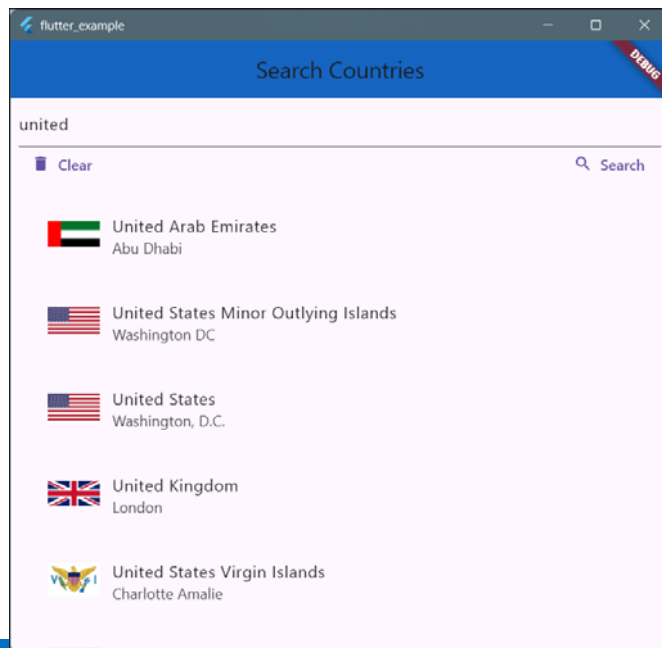 flutter_example
Search Countries
DEBUG
united
Clear
Search
United Arab Emirates
Abu Dhabi
United States Minor Outlying Islands
Washington DC
United States
Washington, D.C.
United Kingdom
London
V I
United States Virgin Islands
Charlotte Amalie